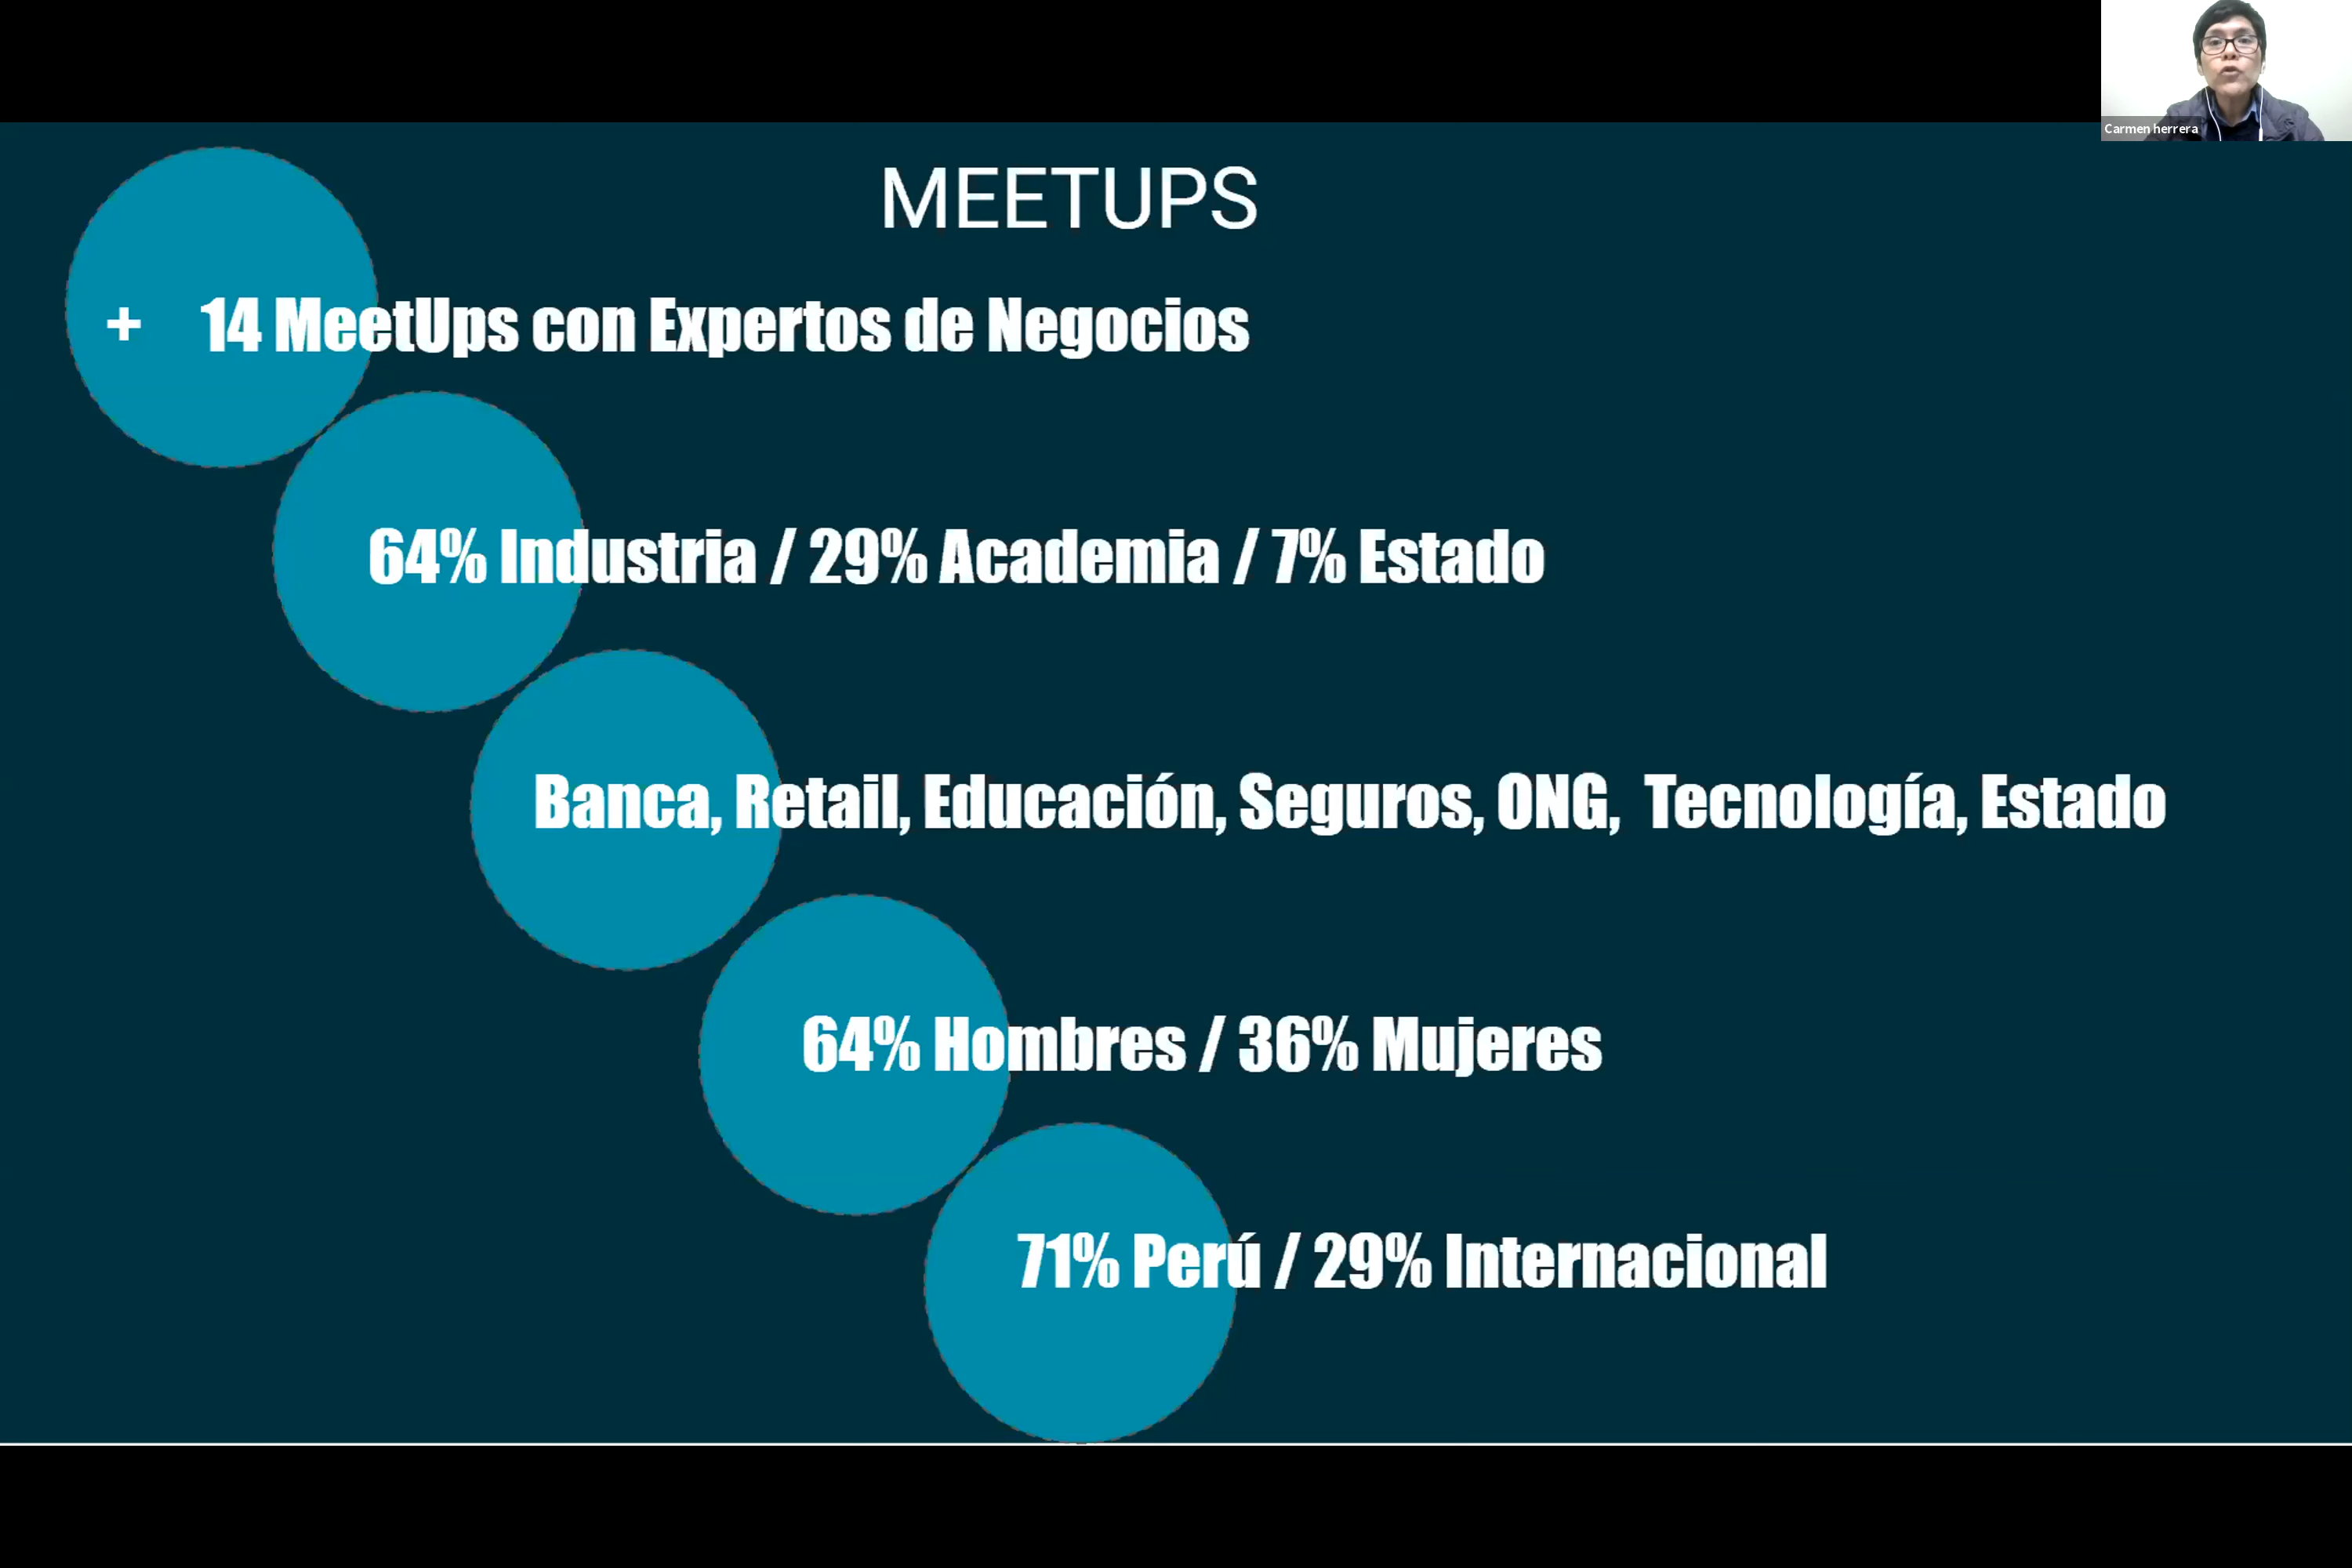 Carmen herrera
MEETUPS
+ 14 MeetUps con Expertos de Negocios
64% Industria / 29% Academia / 7% Estado
Banca, Retail, Educación, Seguros, ONG, Tecnología, Estado
64% Hombres / 36% Mujeres
71% Perú / 29% Internacional